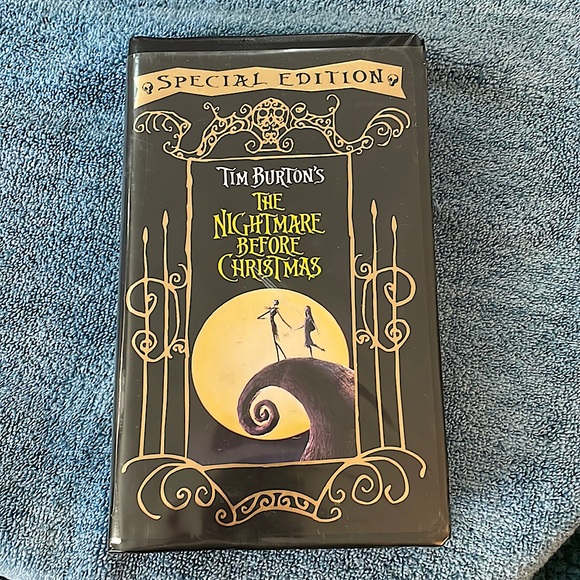 SPECIAL EDITION
TIM BURTON'S
THE
NIGHTMARE
BEFORE
CHRISTMAS